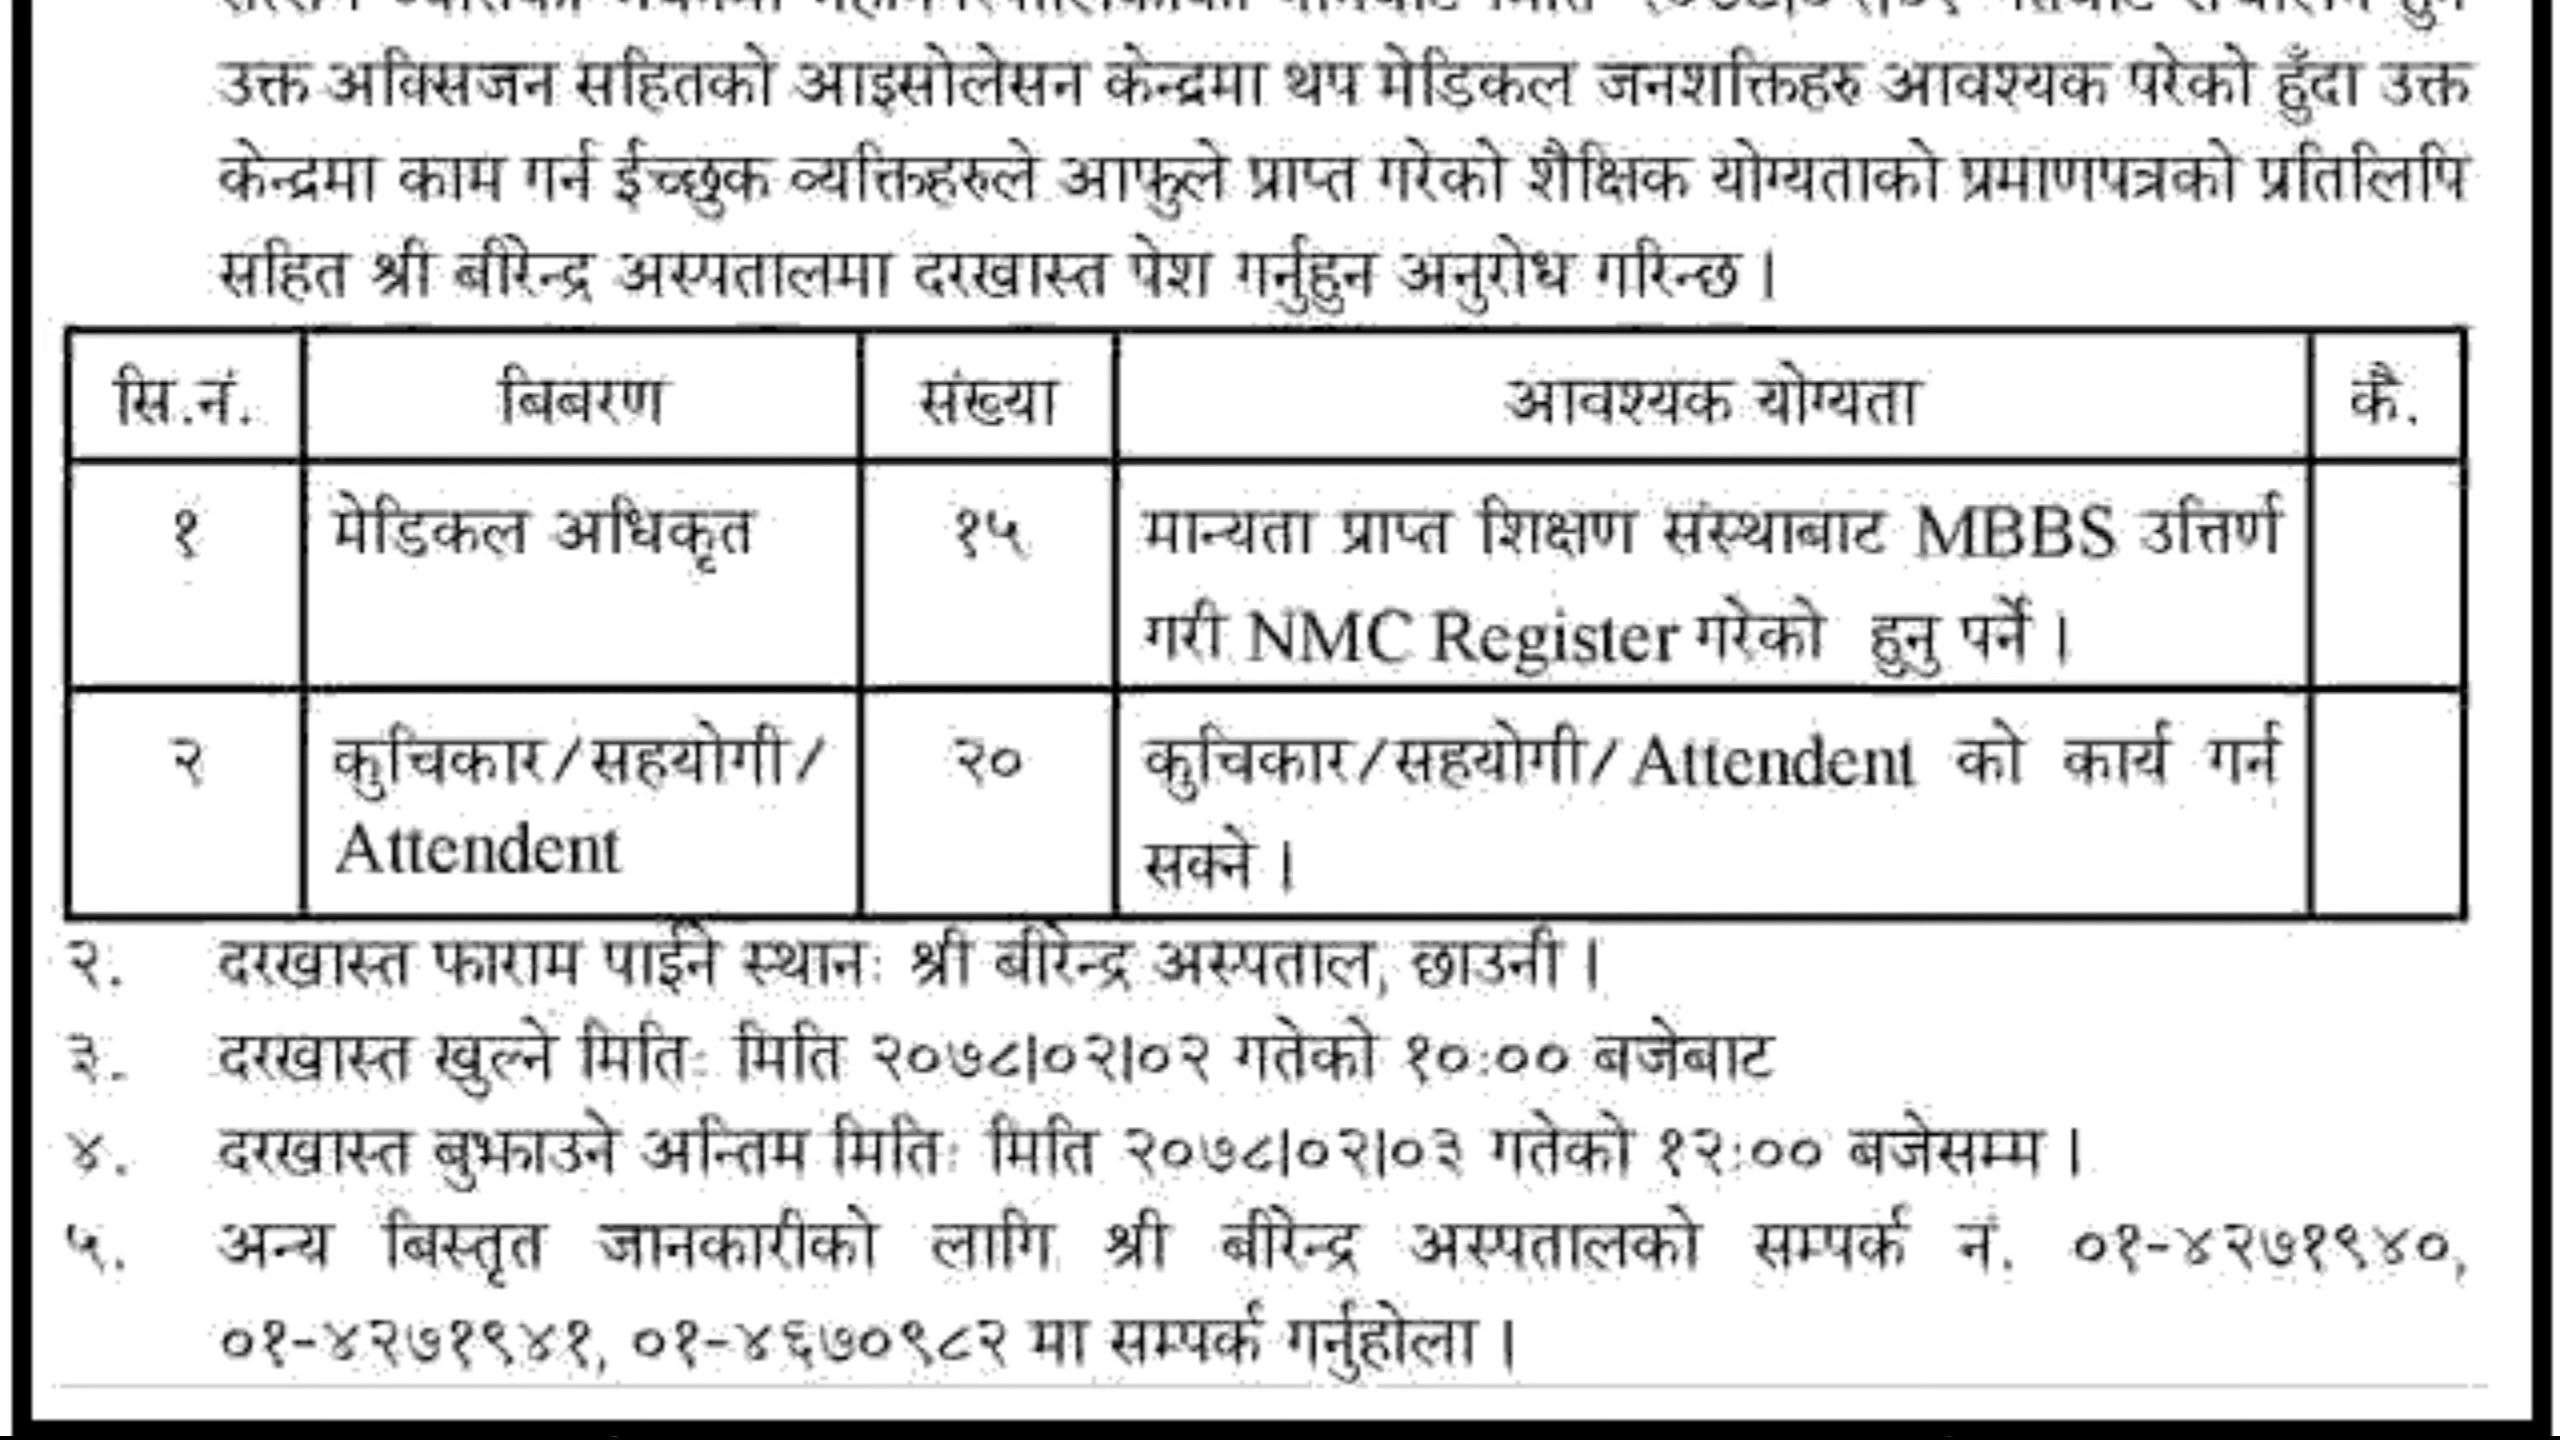 उक्त अक्सिजन सहितको आइसोलेसन केन्द्रमा थप मेडिकल जनशक्तिहरु आवश्यक परेको हुँदा उक्त
केन्द्रमा काम गर्न ईच्छुक व्यक्तिहरुले आफुले प्राप्त गरेको शैक्षिक योग्यताको प्रमाणपत्रको प्रतिलिपि
सहित श्री बीरेन्द्र अस्पतालमा दरखास्त पेश गर्नुहुन अनुरोध गरिन्छ ।
सि.नं. बिबरण संख्या आवश्यक योग्यता कै.
१ मेडिकल अधिकृत १५ मान्यता प्राप्त शिक्षण संस्थाबाट MBBS उत्तिर्ण
गरी NMC Register गरेको हुनु पर्ने ।
२ कुचिकार/सहयोगी/ २० कुचिकार/सहयोगी/Attendent को कार्य गर्न
Attendent सक्ने ।
२. दरखास्त फाराम पाईने स्थानः श्री बीरेन्द्र अस्पताल, छाउनी ।
३. दरखास्त खुल्ने मितिः मिति २०७८|०२|०२ गतेको १०:०० बजेबाट
४. दरखास्त बुझाउने अन्तिम मितिः मिति २०७८|०२|०३ गतेको १२:०० बजेसम्म ।
५. अन्य बिस्तृत जानकारीको लागि श्री बीरेन्द्र अस्पतालको सम्पर्क नं. ०१-४२७१९४०,
०१-४२७१९४१, ०१-४६७०९८२ मा सम्पर्क गर्नुहोला ।